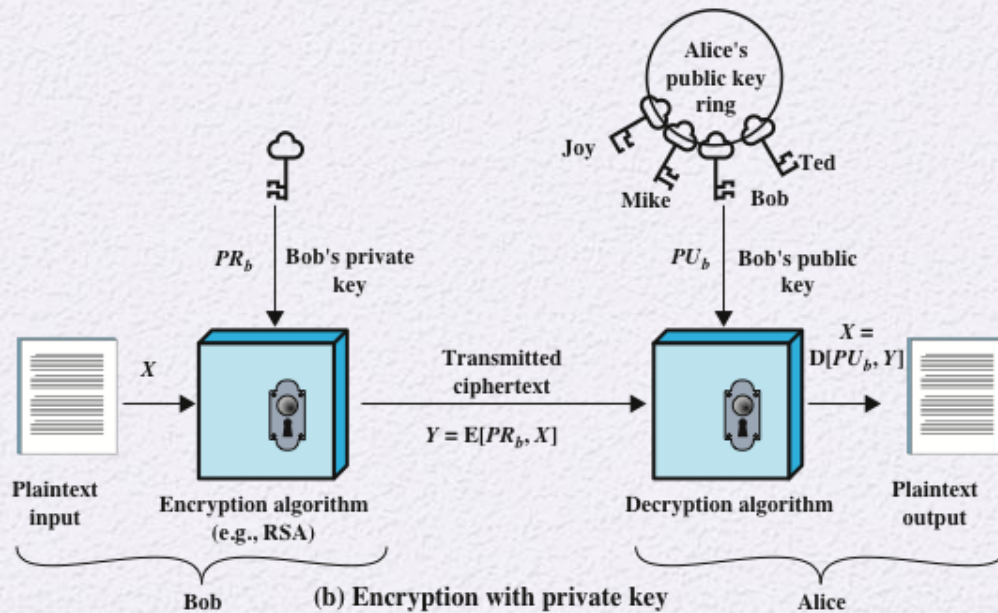 Alice's
public key
ring
Joy
Mike
Bob
Ted
PR_b
Bob's private
key
PU_b
Bob's public
key
X
Transmitted
ciphertext
Y = E[PR_b, X]
X =
D[PU_b, Y]
Plaintext
input
Encryption algorithm
(e.g., RSA)
Decryption algorithm
Plaintext
output
Bob
(b) Encryption with private key
Alice